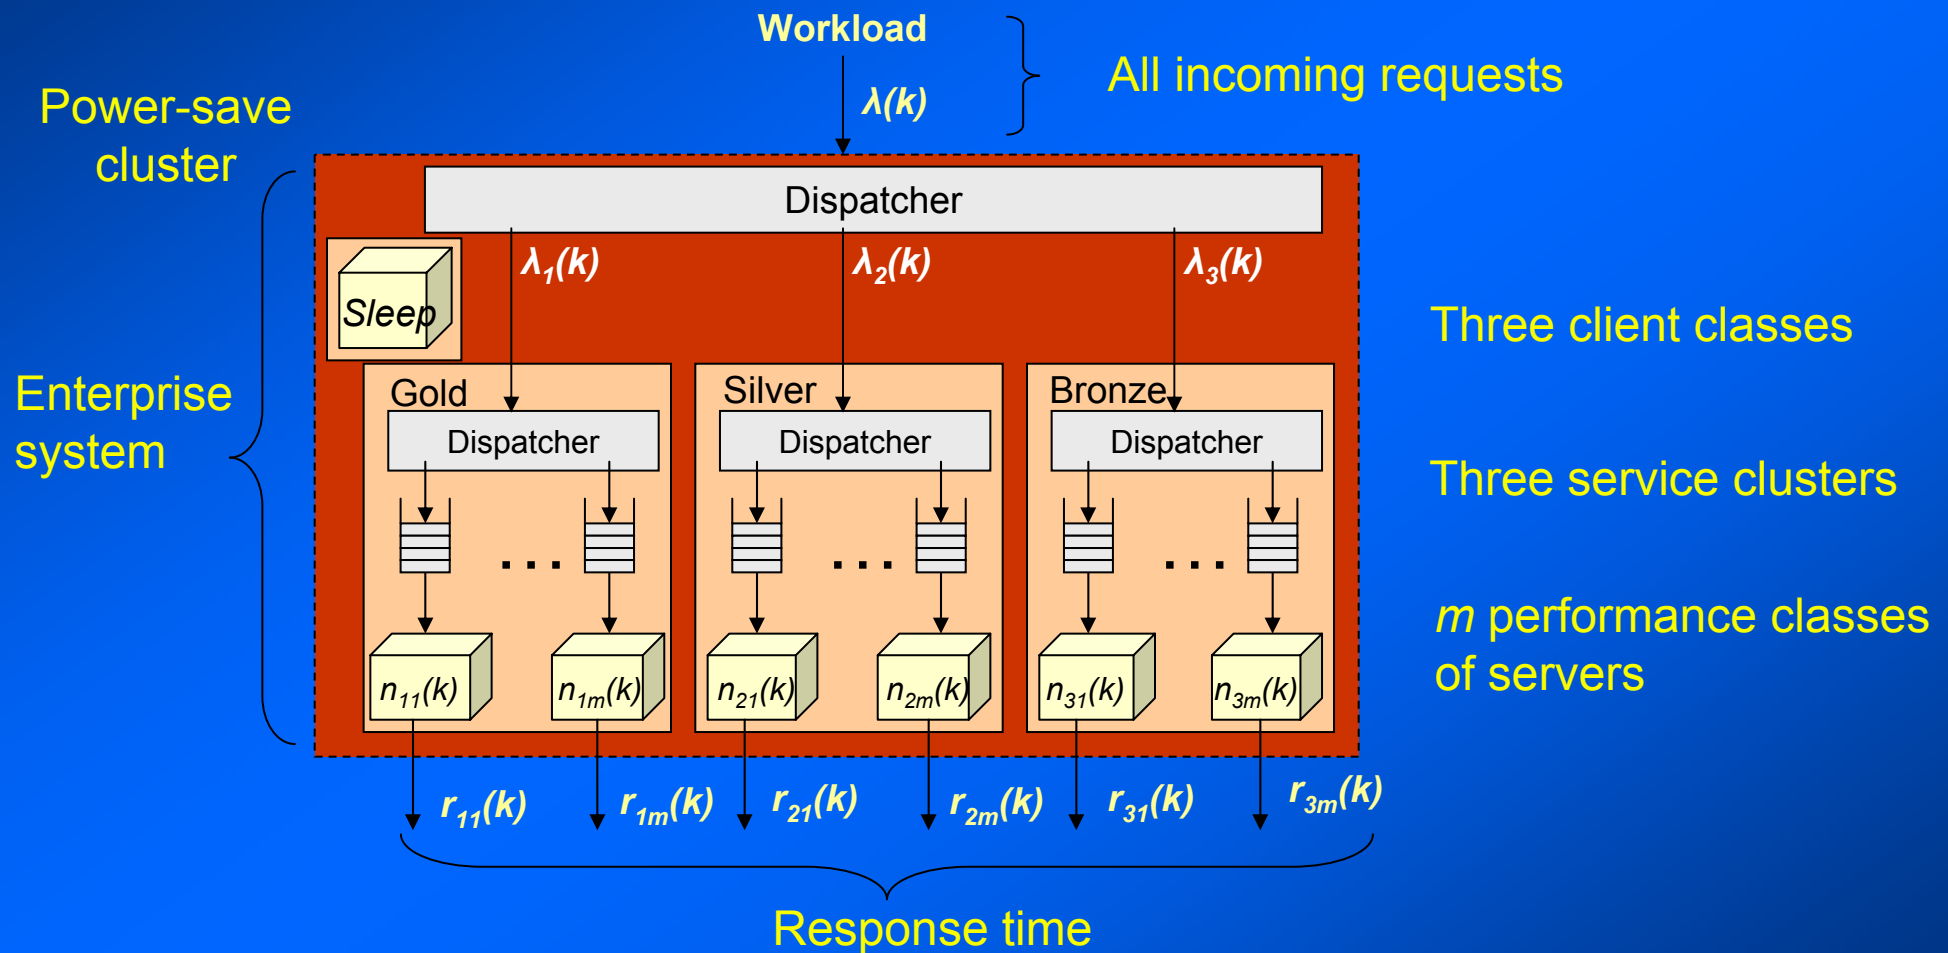 Workload
All incoming requests
λ(k)
Power-save
cluster
Dispatcher
λ₁(k) λ₂(k) λ₃(k)
Sleep
Three client classes
Enterprise
system
Gold Silver Bronze
Dispatcher Dispatcher Dispatcher
Three service clusters
. . . . . . . . .
m performance classes
of servers
n₁₁(k) n₁ₘ(k) n₂₁(k) n₂ₘ(k) n₃₁(k) n₃ₘ(k)
r₁₁(k) r₁ₘ(k) r₂₁(k) r₂ₘ(k) r₃₁(k) r₃ₘ(k)
Response time